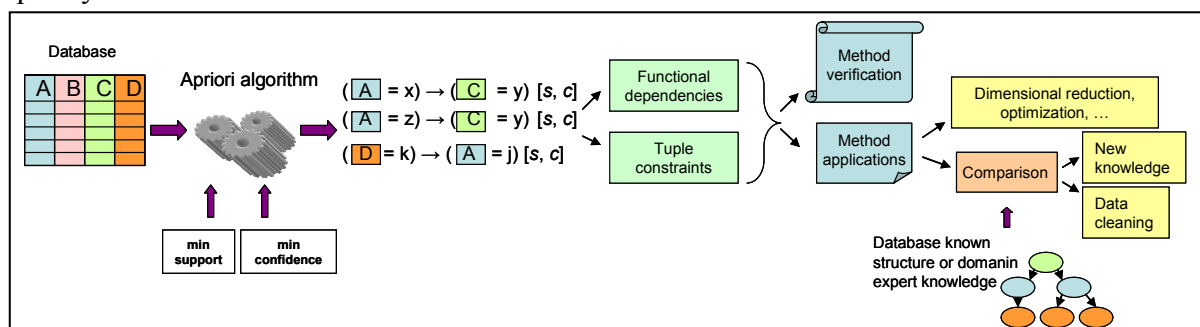 Database
A B C D
Apriori algorithm
min
support
min
confidence
( A = x) → ( C = y) [s, c]
( A = z) → ( C = y) [s, c]
( D = k) → ( A = j) [s, c]
Functional
dependencies
Tuple
constraints
Method
verification
Method
applications
Dimensional reduction,
optimization, …
Comparison
New
knowledge
Data
cleaning
Database known
structure or domanin
expert knowledge